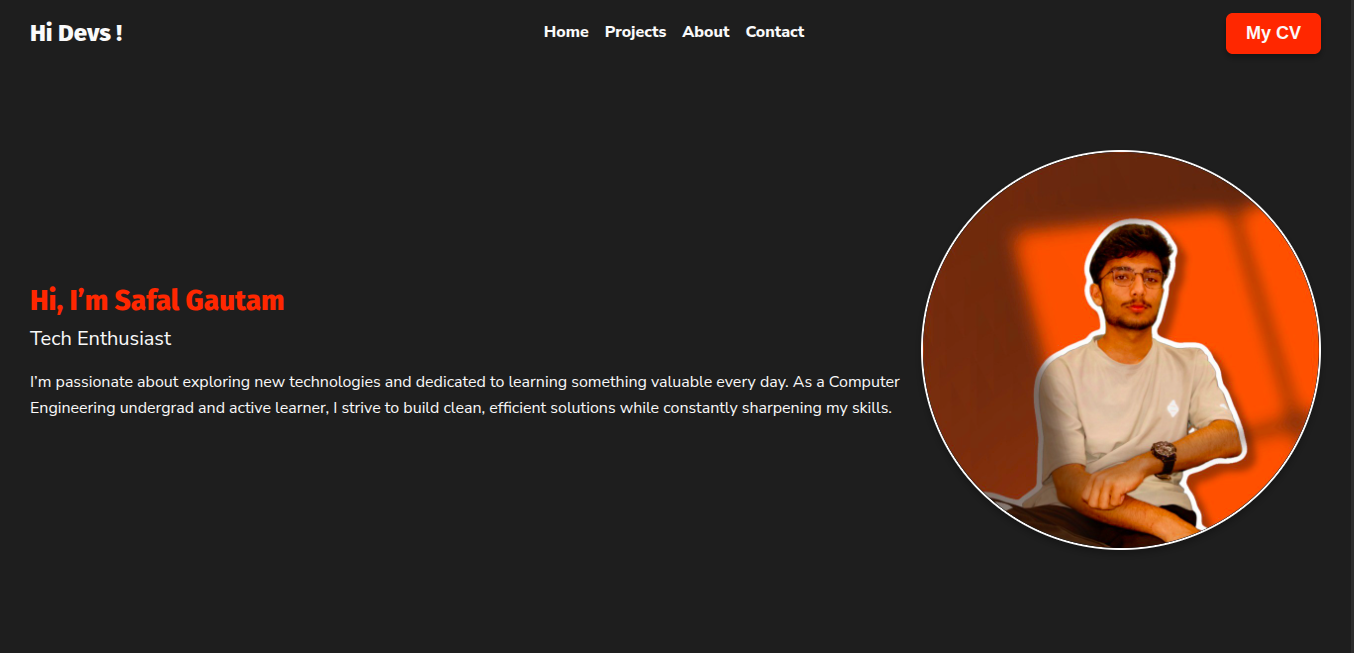 Hi Devs !
Home Projects About Contact
My CV
Hi, I’m Safal Gautam
Tech Enthusiast
I’m passionate about exploring new technologies and dedicated to learning something valuable every day. As a Computer
Engineering undergrad and active learner, I strive to build clean, efficient solutions while constantly sharpening my skills.